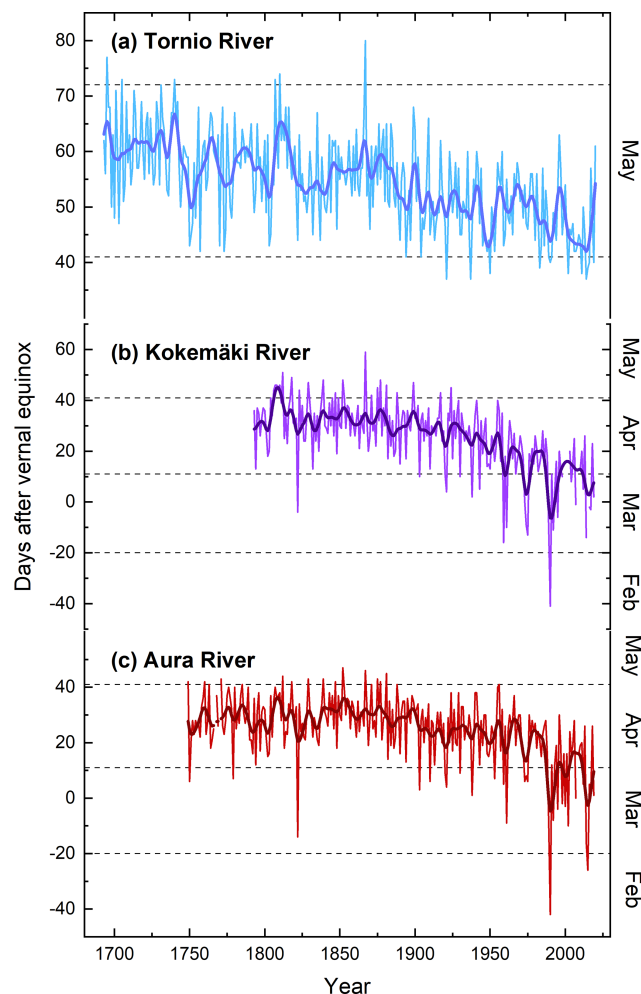 (a) Tornio River
80
70
60
50
40
May
(b) Kokemäki River
60
40
20
0
-20
-40
May
Apr
Mar
Feb
Days after vernal equinox
(c) Aura River
40
20
0
-20
-40
May
Apr
Mar
Feb
1700 1750 1800 1850 1900 1950 2000
Year